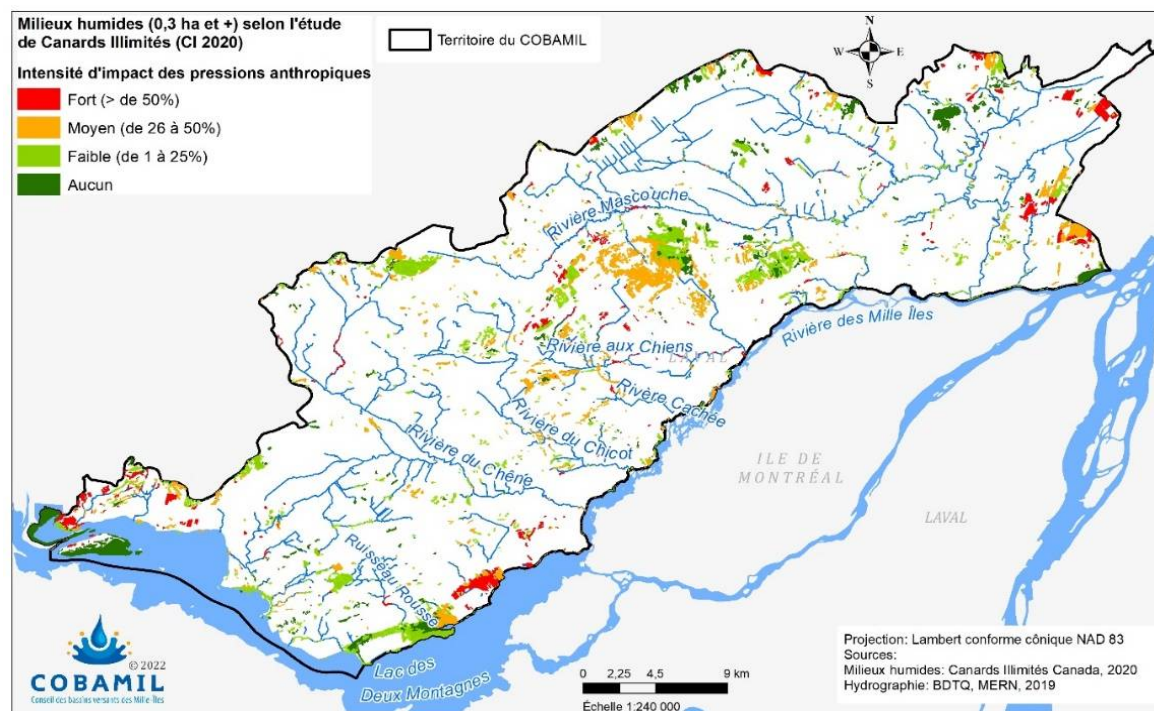 Milieux humides (0,3 ha et +) selon l'étude
de Canards Illimités (CI 2020)
Intensité d'impact des pressions anthropiques
Fort (> de 50%)
Moyen (de 26 à 50%)
Faible (de 1 à 25%)
Aucun
Territoire du COBAMIL
N
W E
S
Rivière Mascouche
Rivière des Mille Îles
Rivière aux Chiens
LAVAL
Rivière Cachée
Rivière du Chicot
Rivière du Chêne
ILE DE
MONTRÉAL
LAVAL
Ruisseau Rousse
Lac des
Deux Montagnes
© 2022
COBAMIL
Conseil des bassins versants des Mille-Îles
0 2,25 4,5 9 km
Échelle 1:240 000
Projection: Lambert conforme cônique NAD 83
Sources:
Milieux humides: Canards Illimités Canada, 2020
Hydrographie: BDTQ, MERN, 2019